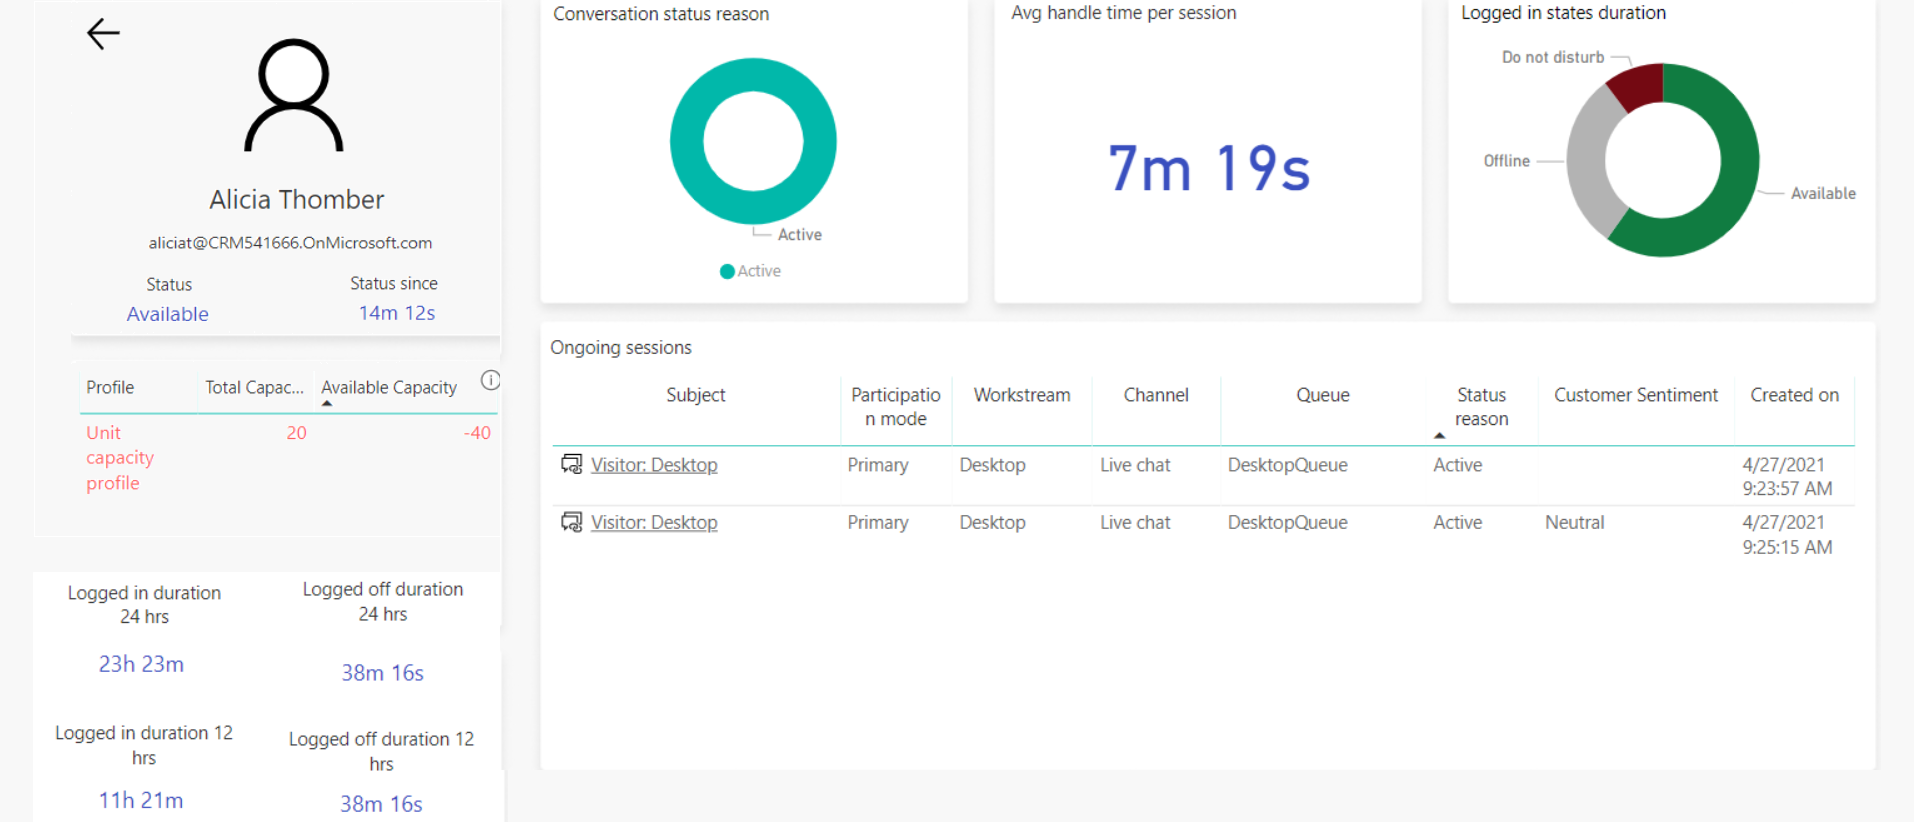 Alicia Thomber
aliciat@CRM541666.OnMicrosoft.com
Status
Status since
Available
14m 12s
Profile
Total Capac...
Available Capacity
Unit
capacity
profile
20
-40
Logged in duration
24 hrs
Logged off duration
24 hrs
23h 23m
38m 16s
Logged in duration 12
hrs
Logged off duration 12
hrs
11h 21m
38m 16s
Conversation status reason
Active
Active
Avg handle time per session
7m 19s
Logged in states duration
Do not disturb
Offline
Available
Ongoing sessions
Subject
Participatio
n mode
Workstream
Channel
Queue
Status
reason
Customer Sentiment
Created on
Visitor: Desktop
Primary
Desktop
Live chat
DesktopQueue
Active
4/27/2021
9:23:57 AM
Visitor: Desktop
Primary
Desktop
Live chat
DesktopQueue
Active
Neutral
4/27/2021
9:25:15 AM